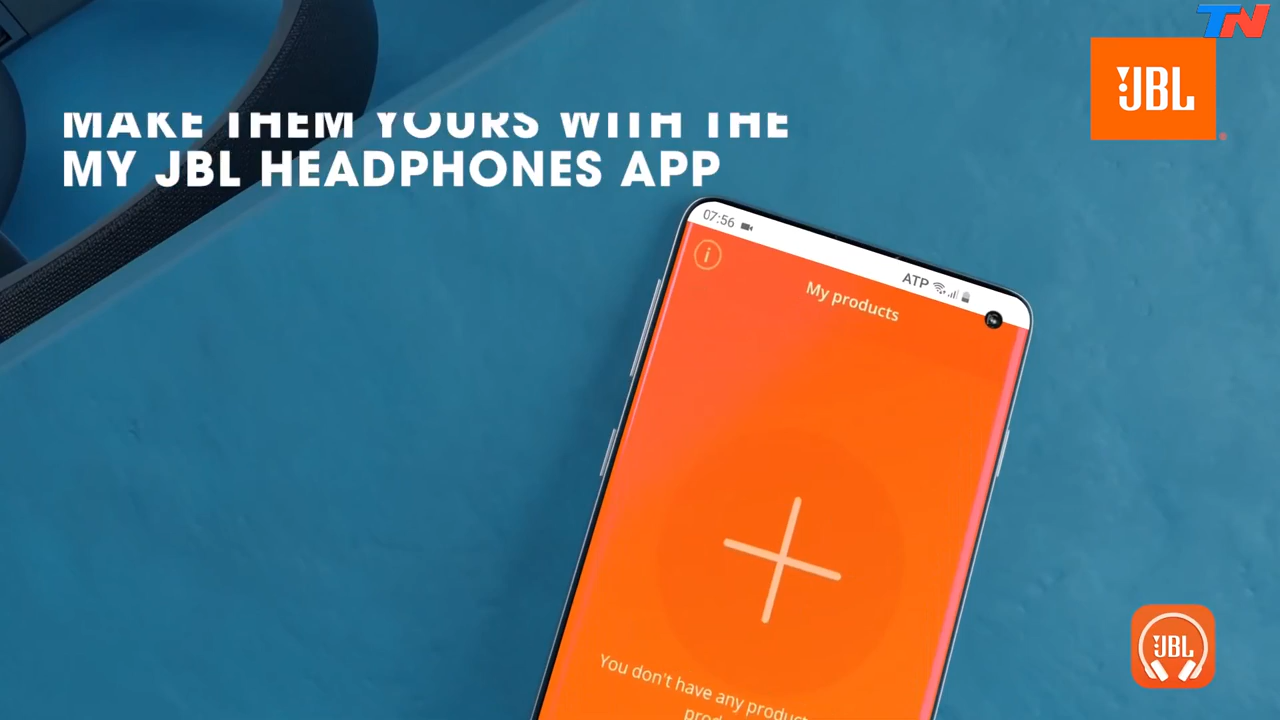 TN
JBL
MAKE THEM YOURS WITH THE
MY JBL HEADPHONES APP
07:56
ATP
i
My products
You don't have any product
JBL